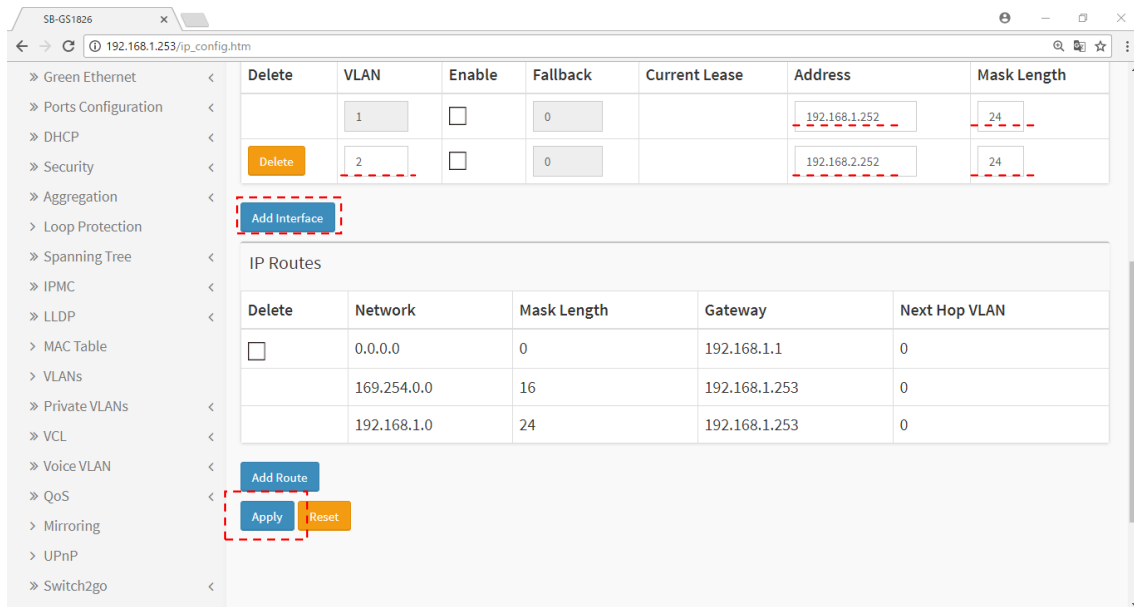 SB-GS1826
192.168.1.253/ip_config.htm
Green Ethernet
Ports Configuration
DHCP
Security
Aggregation
Loop Protection
Spanning Tree
IPMC
LLDP
MAC Table
VLANs
Private VLANs
VCL
Voice VLAN
QoS
Mirroring
UPnP
Switch2go
Delete VLAN Enable Fallback Current Lease Address Mask Length
1 0 192.168.1.252 24
Delete 2 0 192.168.2.252 24
Add Interface
IP Routes
Delete Network Mask Length Gateway Next Hop VLAN
0.0.0.0 0 192.168.1.1 0
169.254.0.0 16 192.168.1.253 0
192.168.1.0 24 192.168.1.253 0
Add Route
Apply Reset